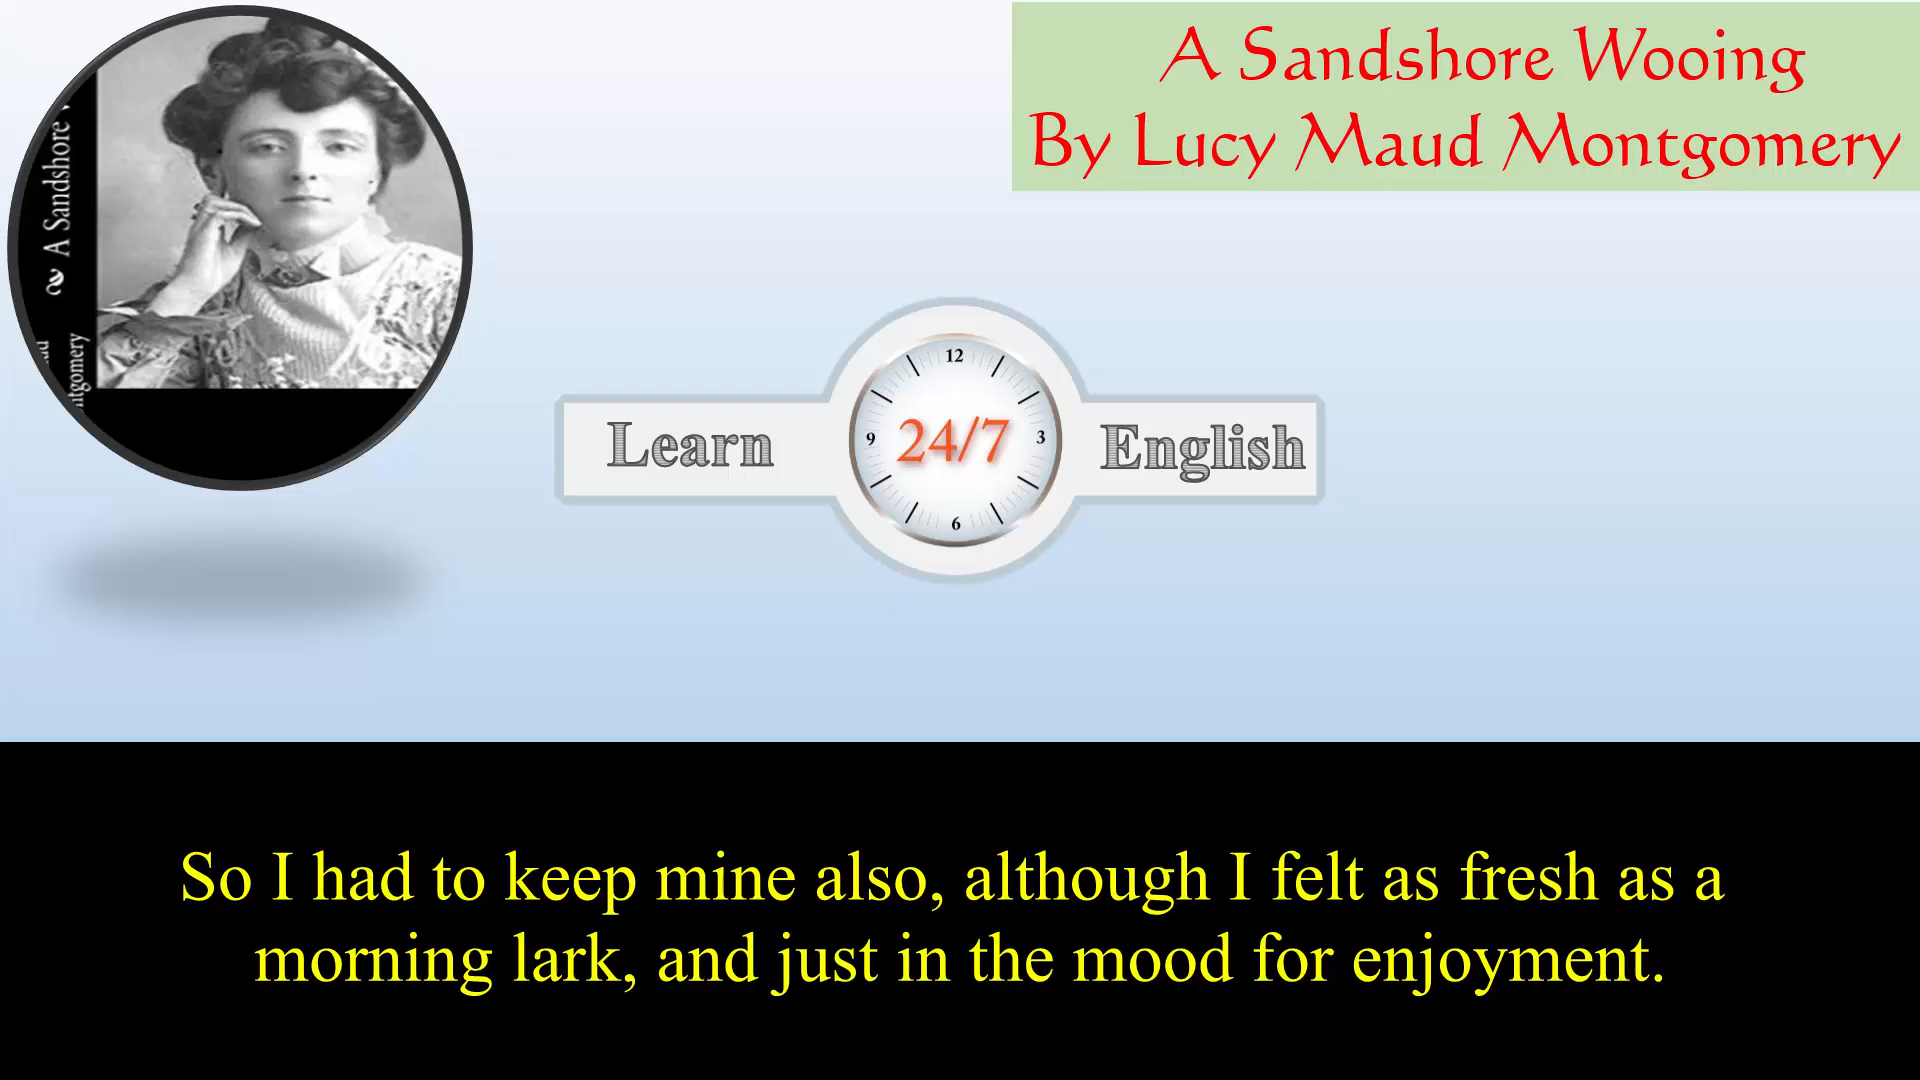 A Sandshore Wooing
By Lucy Maud Montgomery
A Sandshore
Learn
24/7
English
12
3
6
9
So I had to keep mine also, although I felt as fresh as a
morning lark, and just in the mood for enjoyment.